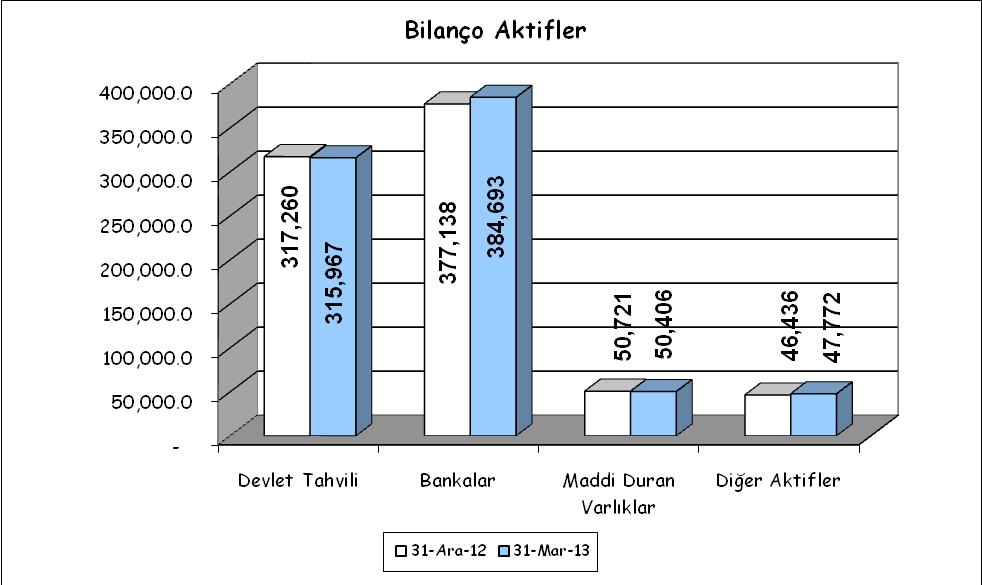 Bilanço Aktifler
400,000.0
350,000.0
300,000.0
250,000.0
200,000.0
150,000.0
100,000.0
50,000.0
-
317,260
315,967
377,138
384,693
50,721
50,406
46,436
47,772
Devlet Tahvili
Bankalar
Maddi Duran
Varlıklar
Diğer Aktifler
31-Ara-12
31-Mar-13